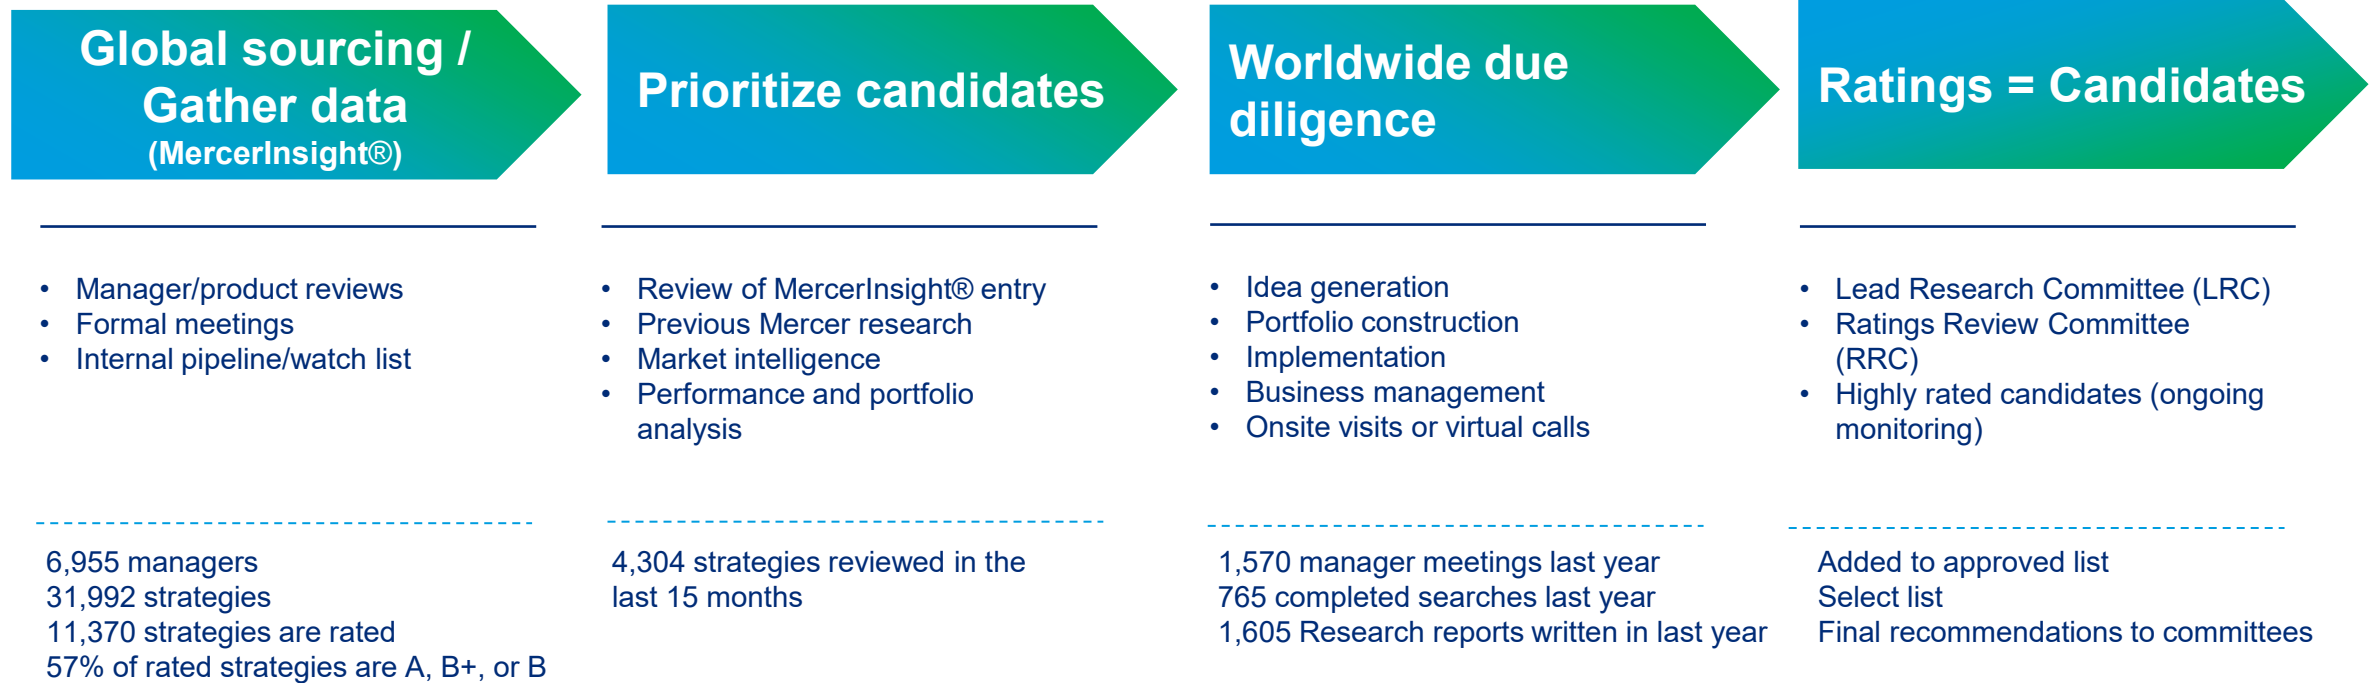 Global sourcing /
Gather data
(MercerInsight®)
Prioritize candidates
Worldwide due
diligence
Ratings = Candidates
• Manager/product reviews
• Formal meetings
• Internal pipeline/watch list
• Review of MercerInsight® entry
• Previous Mercer research
• Market intelligence
• Performance and portfolio
analysis
• Idea generation
• Portfolio construction
• Implementation
• Business management
• Onsite visits or virtual calls
• Lead Research Committee (LRC)
• Ratings Review Committee
(RRC)
• Highly rated candidates (ongoing
monitoring)
6,955 managers
31,992 strategies
11,370 strategies are rated
57% of rated strategies are A, B+, or B
4,304 strategies reviewed in the
last 15 months
1,570 manager meetings last year
765 completed searches last year
1,605 Research reports written in last year
Added to approved list
Select list
Final recommendations to committees